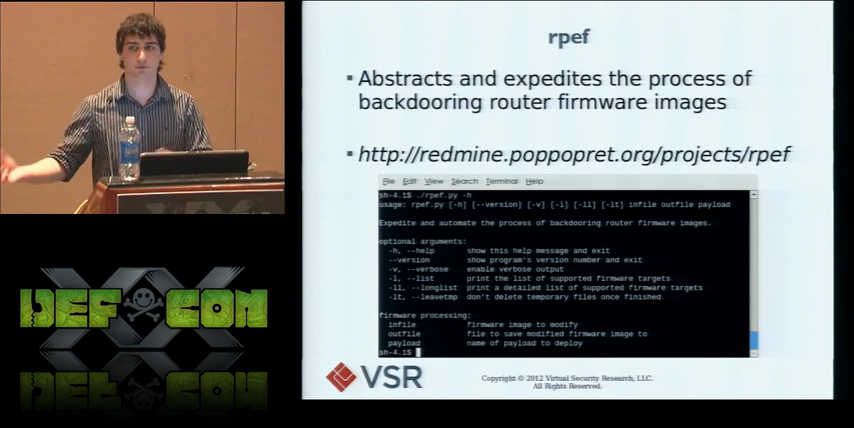 rpef
Abstracts and expedites the process of
backdooring router firmware images
http://redmine.poppopret.org/projects/rpef
File Edit View Search Terminal Help
sh-4.1$ ./rpef.py -h
usage: rpef.py [-h] [--version] [-v] [-l] [-ll] [-lt] infile outfile payload
Expedite and automate the process of backdooring router firmware images.
optional arguments:
-h, --help show this help message and exit
--version show program's version number and exit
-v, --verbose enable verbose output
-l, --list print the list of supported firmware targets
-ll, --longlist print a detailed list of supported firmware targets
-lt, --leavetmp don't delete temporary files once finished
firmware processing:
infile firmware image to modify
outfile file to save modified firmware image to
payload name of payload to deploy
sh-4.1$
DEF CON
XX
VSR
Copyright © 2012 Virtual Security Research, LLC.
All Rights Reserved.